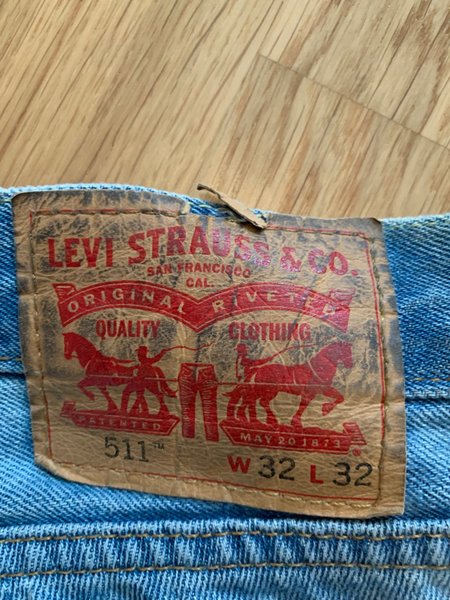 LEVI STRAUSS & CO.
SAN FRANCISCO
CAL.
ORIGINAL RIVETED
QUALITY CLOTHING
PATENTED MAY 20 1873
511™ W 32 L 32
®